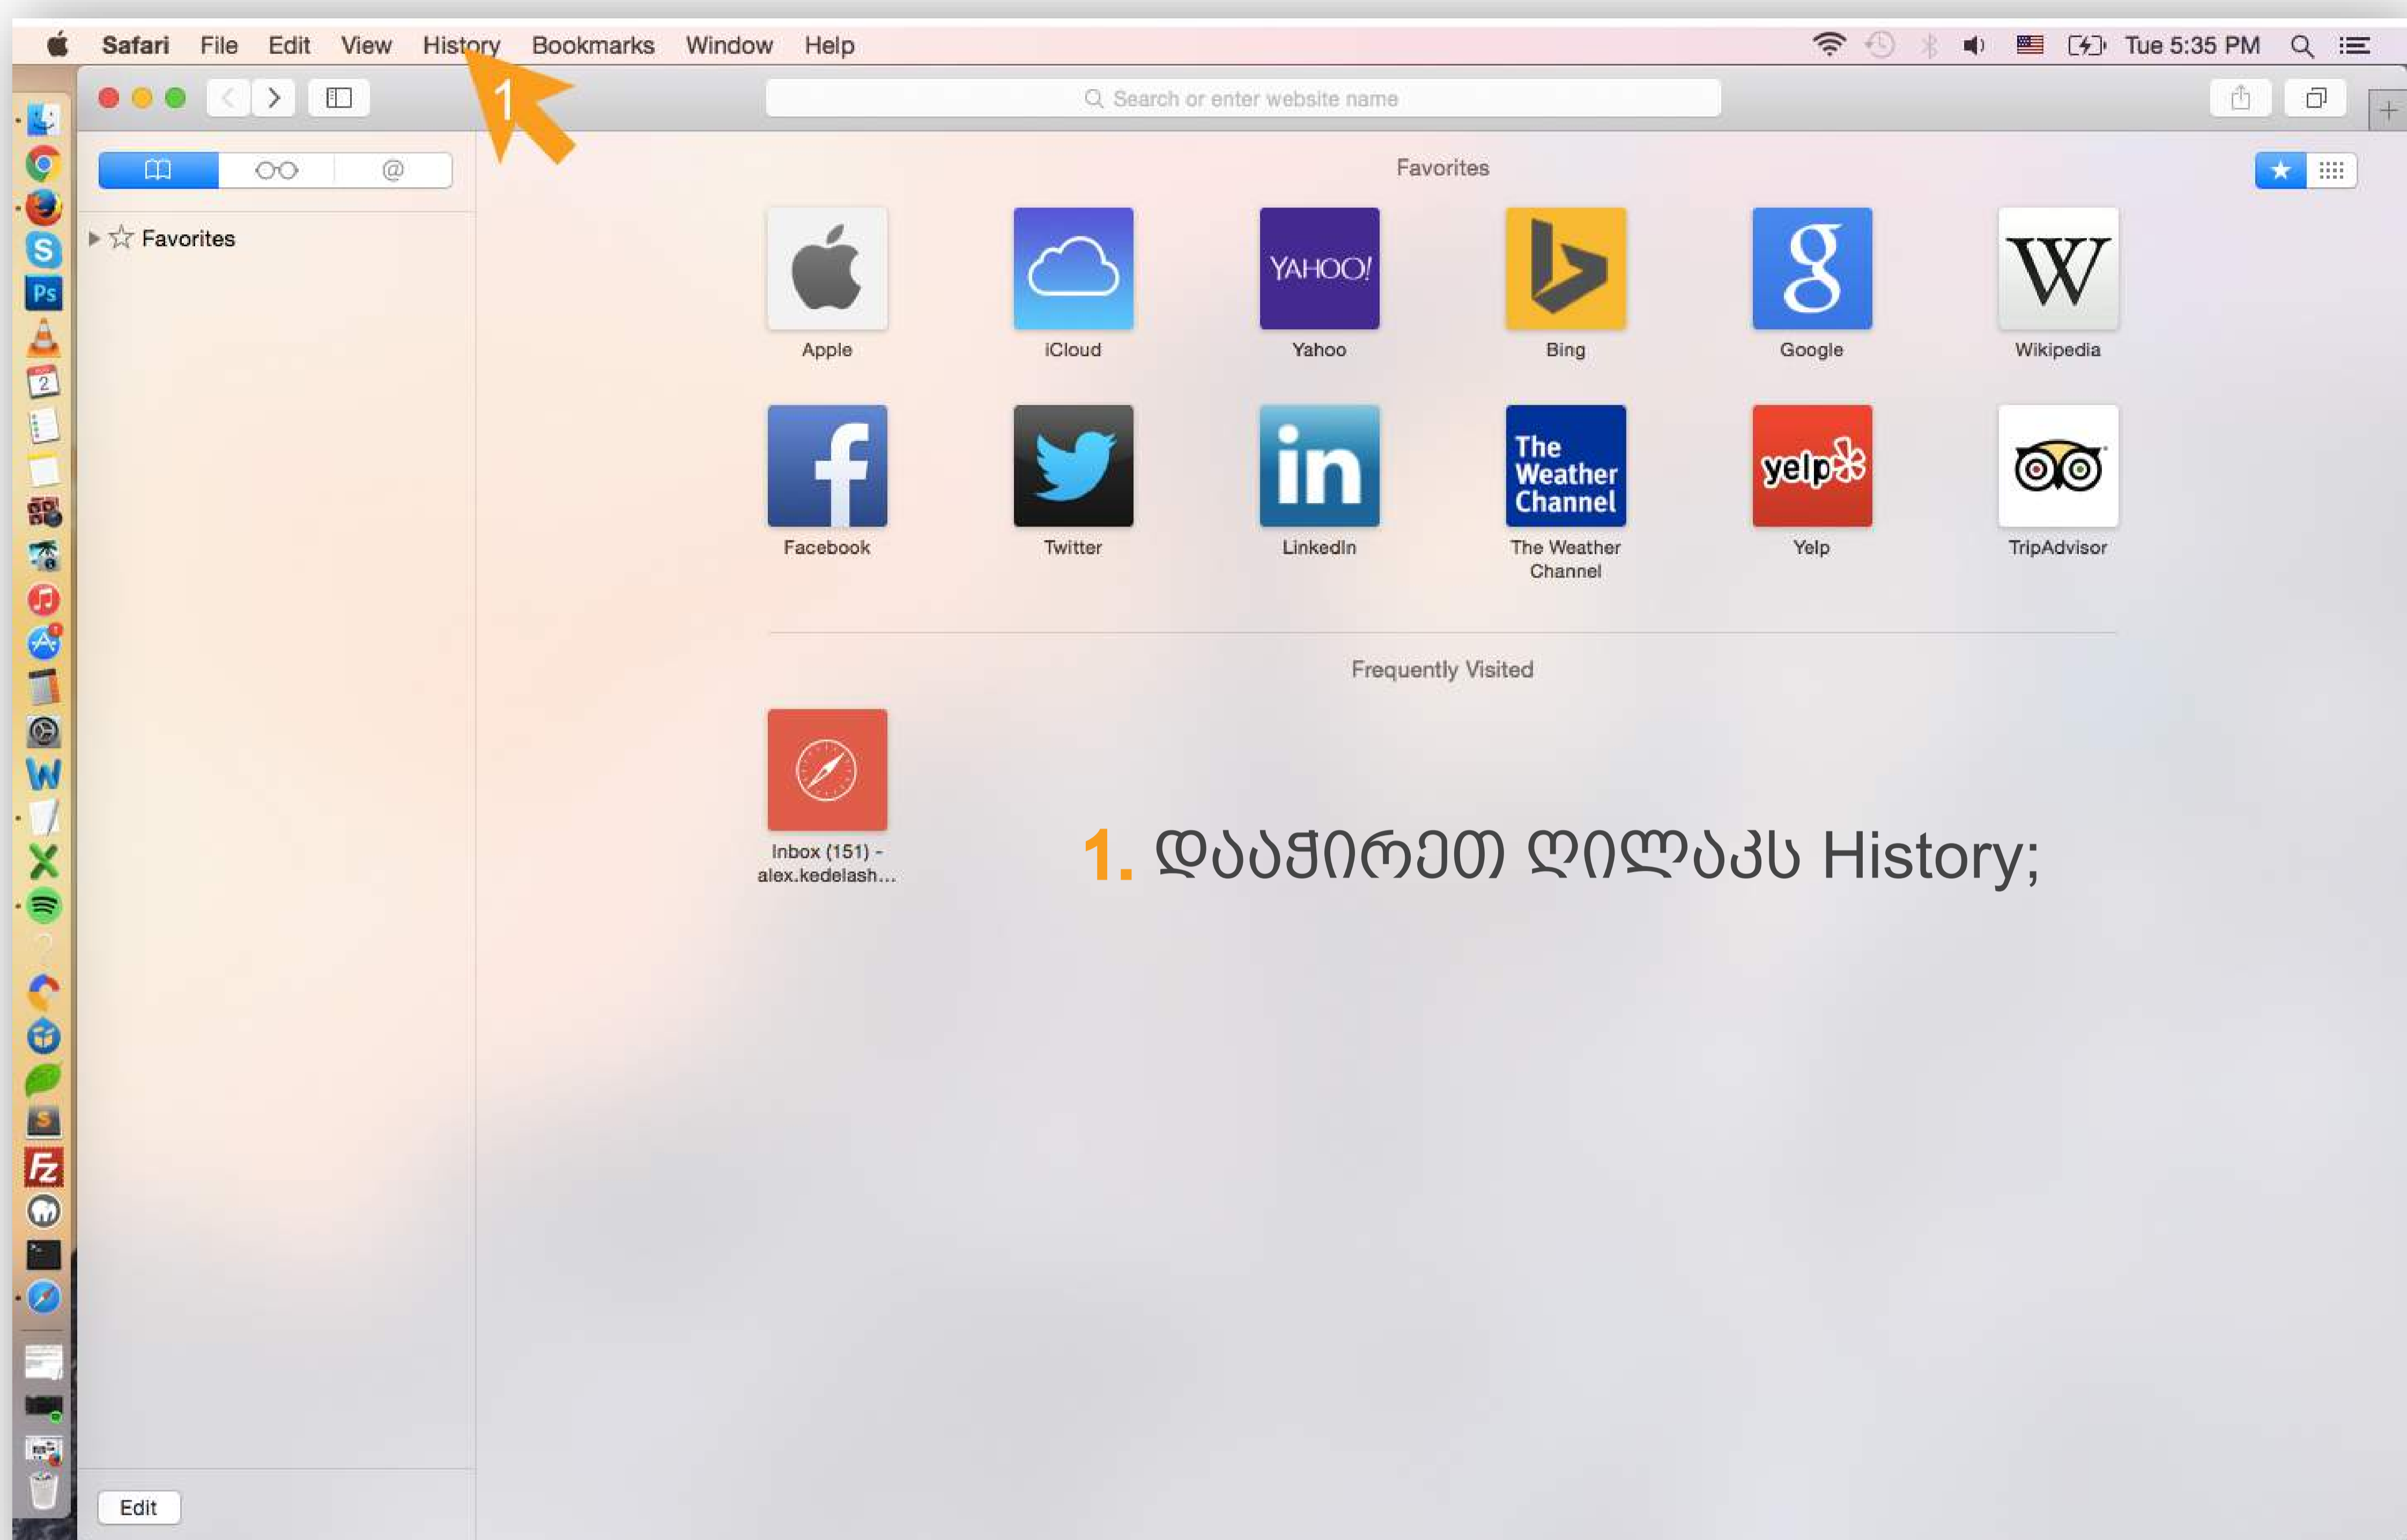 Safari File Edit View History Bookmarks Window Help Tue 5:35 PM
1
Search or enter website name
@
Favorites
Favorites
YAHOO!
Apple iCloud Yahoo Bing Google Wikipedia
The
Weather
Channel
yelp
Facebook Twitter LinkedIn The Weather
Channel Yelp TripAdvisor
Frequently Visited
Inbox (151) -
alex.kedelash...
1. დააჭირეთ ღილაკს History;
Ps
2
Edit